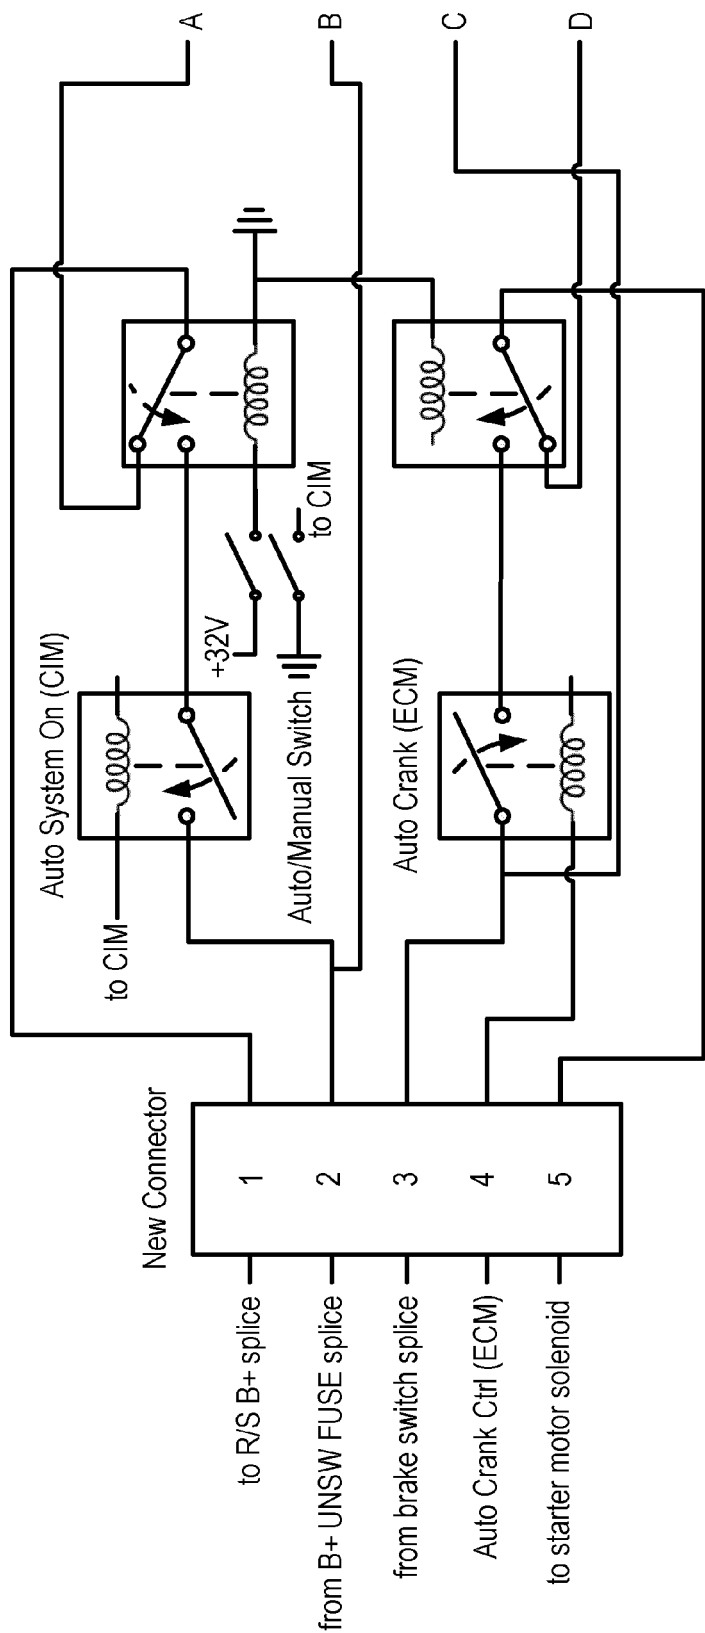 A
B
C
D
to CIM
+32V
Auto System On (CIM)
Auto/Manual Switch
Auto Crank (ECM)
to CIM
New Connector
1
2
3
4
5
to R/S B+ splice
from B+ UNSW FUSE splice
from brake switch splice
Auto Crank Ctrl (ECM)
to starter motor solenoid